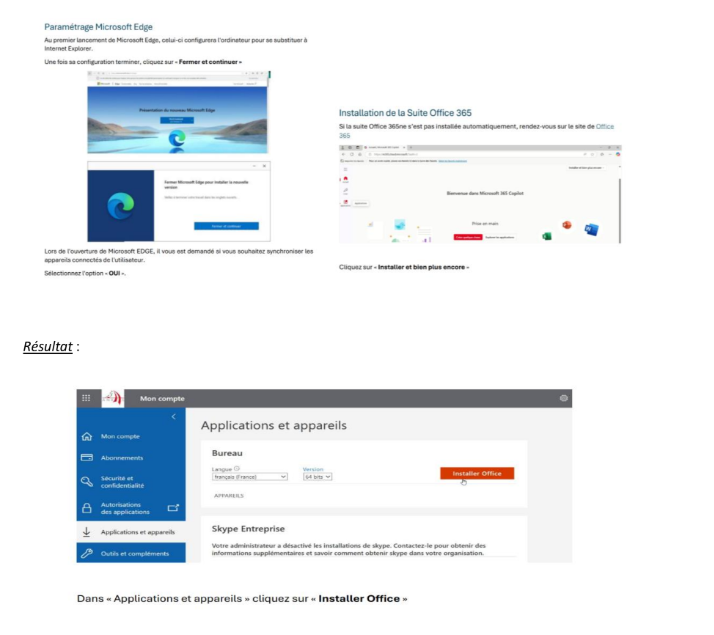 Paramétrage Microsoft Edge
Au premier lancement de Microsoft Edge, celui-ci configurera l'ordinateur pour se substituer à
Internet Explorer.
Une fois sa configuration terminer, cliquez sur « Fermer et continuer »
Présentation du nouveau Microsoft Edge
Fermer Microsoft Edge pour installer la nouvelle
version
Lors de l'ouverture de Microsoft EDGE, il vous est demandé si vous souhaitez synchroniser les
appareils connectés de l'utilisateur.
Sélectionnez l'option « OUI ».
Installation de la Suite Office 365
Si la suite Office 365ne s'est pas installée automatiquement, rendez-vous sur le site de Office
365
Bienvenue dans Microsoft 365 Copilot
Prise en main
Cliquez sur « Installer et bien plus encore »
Résultat :
Mon compte
Applications et appareils
Mon compte
Abonnements
Sécurité et
confidentialité
Autorisations
des applications
Applications et appareils
Outils et compléments
Bureau
Langue
Version
français (France)
64 bits
Installer Office
APPAREILS
Skype Entreprise
Votre administrateur a désactivé les installations de skype. Contactez-le pour obtenir des
informations supplémentaires et savoir comment obtenir skype dans votre organisation.
Dans « Applications et appareils » cliquez sur « Installer Office »